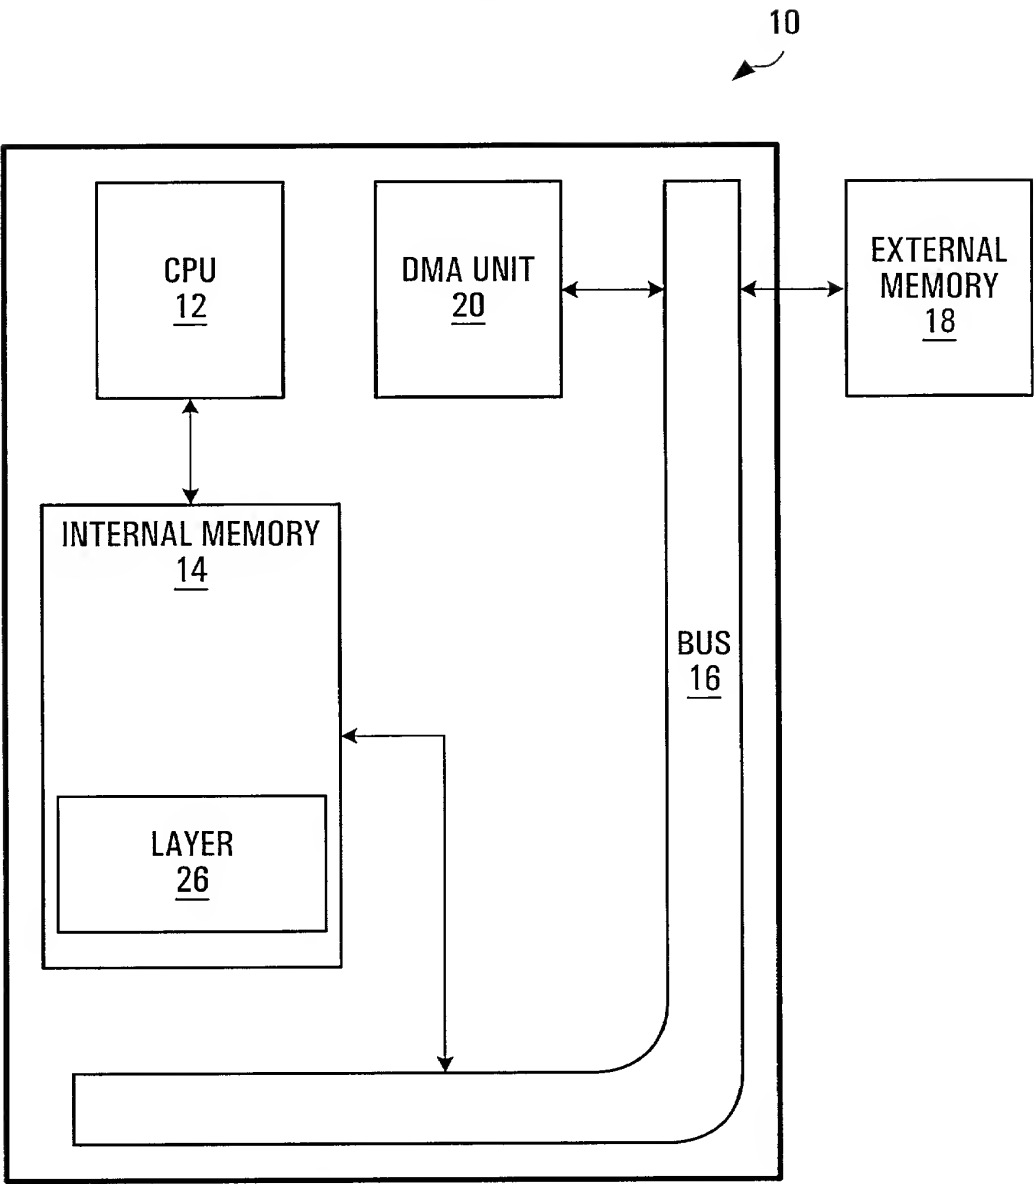 10
CPU
12
DMA UNIT
20
EXTERNAL
MEMORY
18
INTERNAL MEMORY
14
BUS
16
LAYER
26